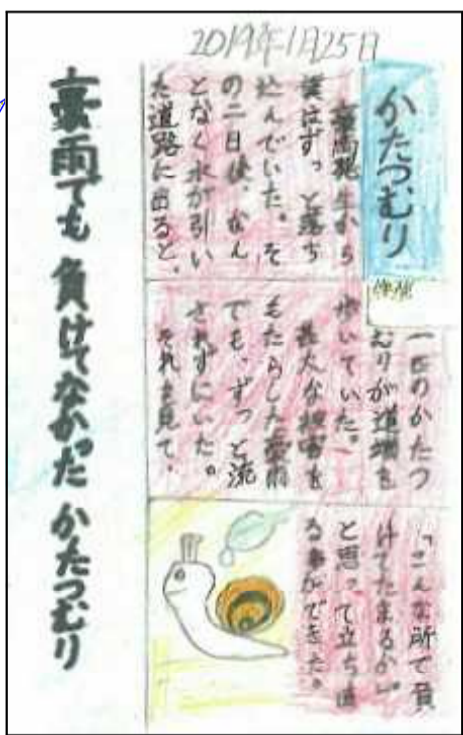 2019年1月25日
かたつむり
豪雨発生から
僕はずっと落ち
込んでいた。そ
の二日後、なん
となく水が引い
た道路に出ると、
一匹のかたつ
むりが道端を
歩いていた。
甚大な被害を
もたらした豪雨
でも、ずっと流
されずにいた。
それを見て、
「こんな所で負
けてたまるか」
と思って立ち直
る事ができた。
豪雨でも 負けてなかった かたつむり